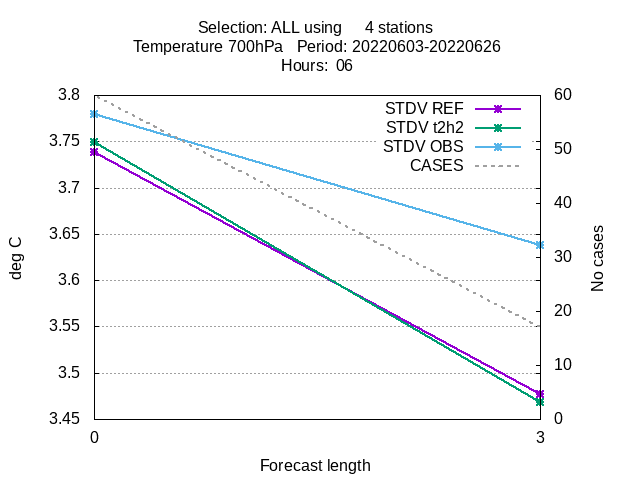 Selection: ALL using     4 stations
Temperature 700hPa   Period: 20220603-20220626
Hours:  06
3.8
3.75
3.7
3.65
3.6
3.55
3.5
3.45
60
50
40
30
20
10
0
STDV REF
STDV t2h2
STDV OBS
CASES
deg C
No cases
0
3
Forecast length